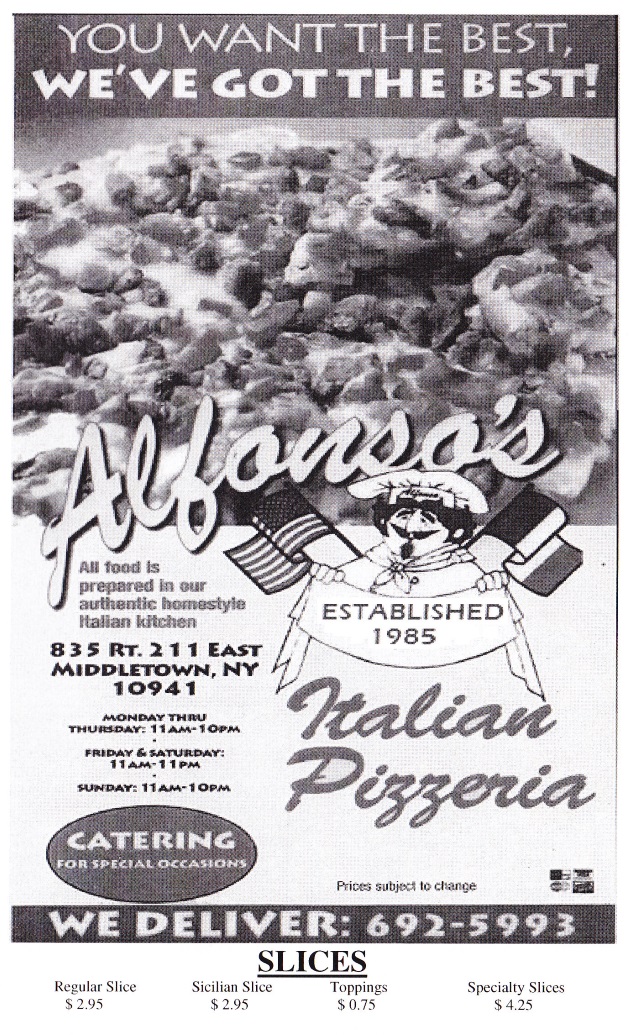 YOU WANT THE BEST,
WE'VE GOT THE BEST!
Alfonso's
All food is
prepared in our
authentic homestyle
Italian kitchen
ESTABLISHED
1985
835 RT. 211 EAST
MIDDLETOWN, NY
10941
MONDAY THRU
THURSDAY: 11AM-10PM
FRIDAY & SATURDAY:
11AM-11PM
SUNDAY: 11AM-10PM
Italian
Pizzeria
CATERING
FOR SPECIAL OCCASIONS
Prices subject to change
WE DELIVER: 692-5993
SLICES
Regular Slice Sicilian Slice Toppings Specialty Slices
$ 2.95 $ 2.95 $ 0.75 $ 4.25